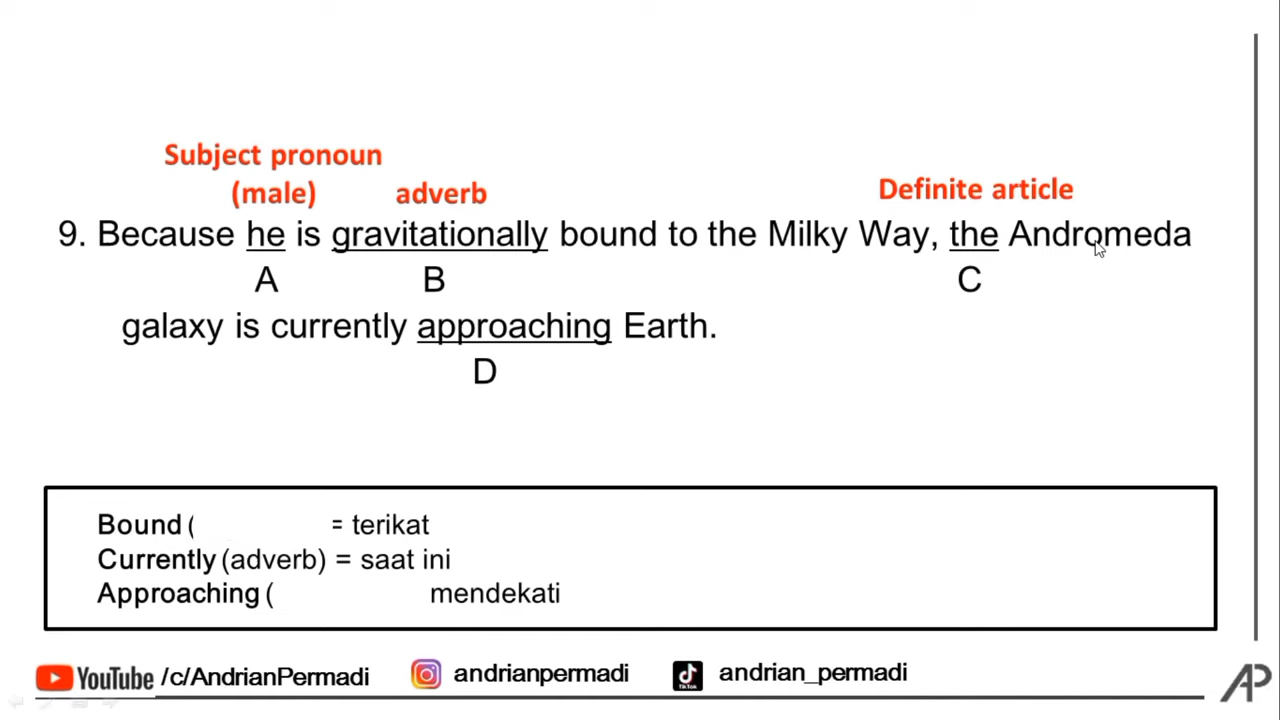 Subject pronoun
(male) adverb Definite article
9. Because he is gravitationally bound to the Milky Way, the Andromeda
A B C
galaxy is currently approaching Earth.
D
Bound ( = terikat
Currently (adverb) = saat ini
Approaching ( mendekati
YouTube /c/AndrianPermadi andrianpermadi TikTok andrian_permadi AP